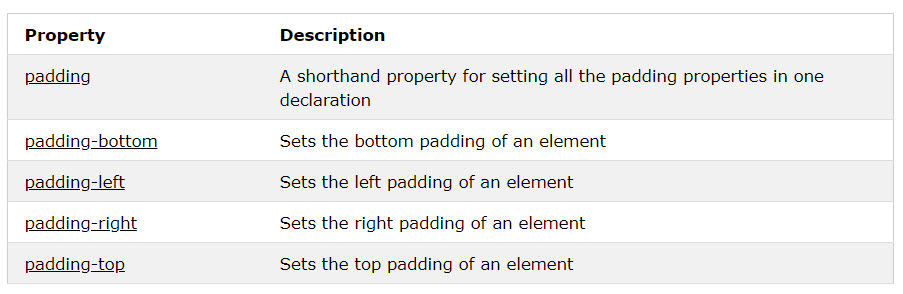 Property Description
padding A shorthand property for setting all the padding properties in one
declaration
padding-bottom Sets the bottom padding of an element
padding-left Sets the left padding of an element
padding-right Sets the right padding of an element
padding-top Sets the top padding of an element